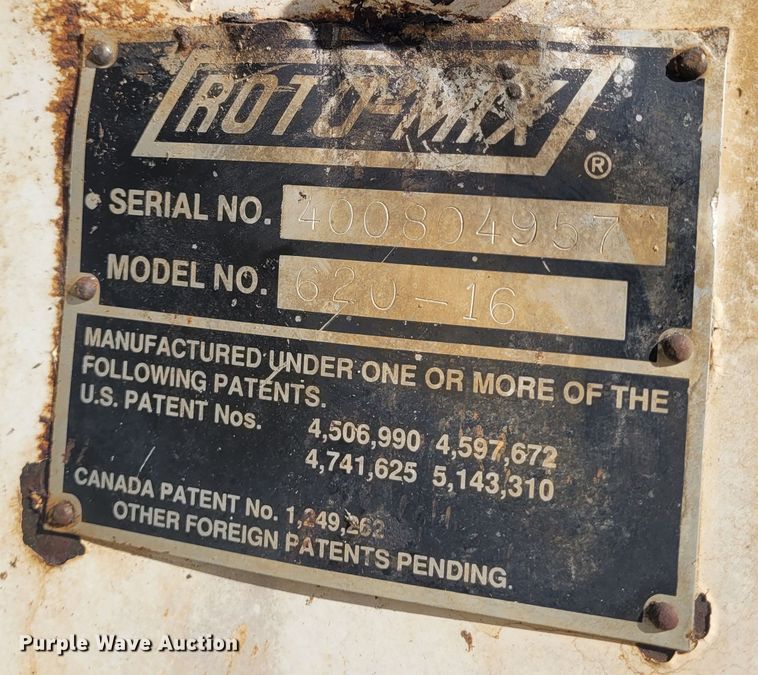 ROTO-MIX
®
SERIAL NO. 400804957
MODEL NO. 620-16
MANUFACTURED UNDER ONE OR MORE OF THE
FOLLOWING PATENTS.
U.S. PATENT Nos. 4,506,990 4,597,672
4,741,625 5,143,310
CANADA PATENT No. 1,249,262
OTHER FOREIGN PATENTS PENDING.
Purple Wave Auction